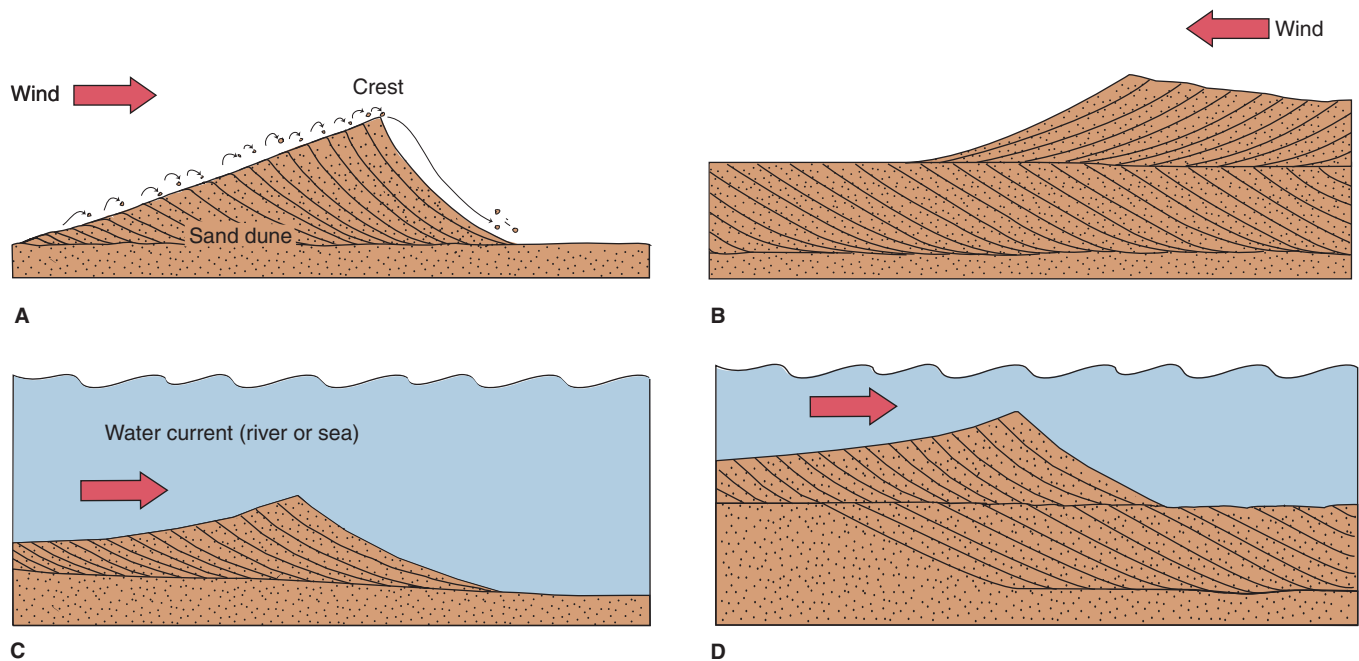 Wind
Crest
Sand dune
A
Wind
B
Water current (river or sea)
C
D